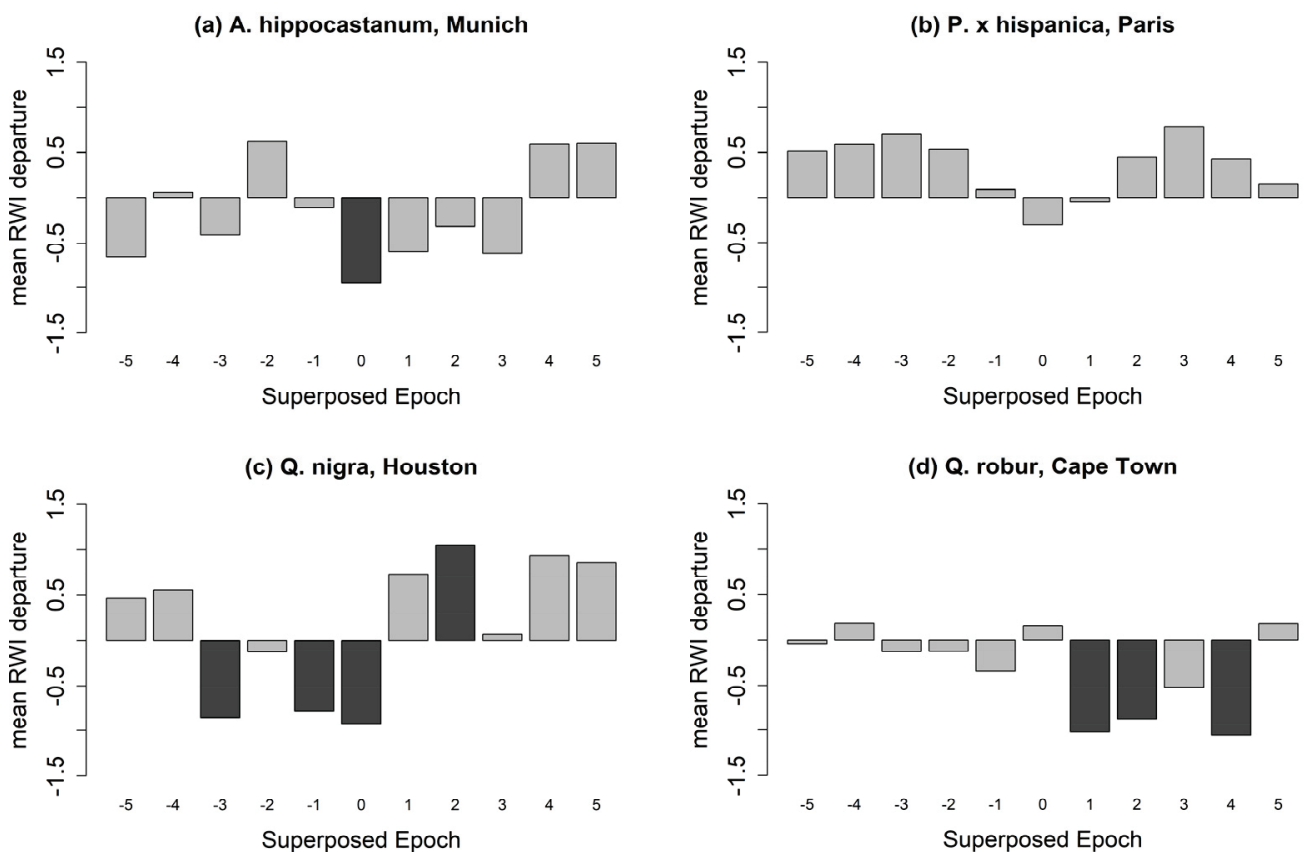 (a) A. hippocastanum, Munich
mean RWI departure
1.5
0.5
-0.5
-1.5
-5 -4 -3 -2 -1 0 1 2 3 4 5
Superposed Epoch
(b) P. x hispanica, Paris
mean RWI departure
1.5
0.5
-0.5
-1.5
-5 -4 -3 -2 -1 0 1 2 3 4 5
Superposed Epoch
(c) Q. nigra, Houston
mean RWI departure
1.5
0.5
-0.5
-1.5
-5 -4 -3 -2 -1 0 1 2 3 4 5
Superposed Epoch
(d) Q. robur, Cape Town
mean RWI departure
1.5
0.5
-0.5
-1.5
-5 -4 -3 -2 -1 0 1 2 3 4 5
Superposed Epoch